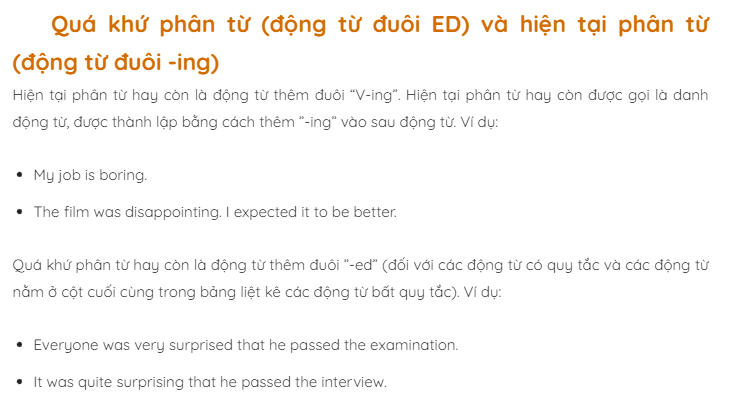 Quá khứ phân từ (động từ đuôi ED) và hiện tại phân từ
(động từ đuôi -ing)
Hiện tại phân từ hay còn là động từ thêm đuôi “V-ing”. Hiện tại phân từ hay còn được gọi là danh
động từ, được thành lập bằng cách thêm ”-ing” vào sau động từ. Ví dụ:
• My job is boring.
• The film was disappointing. I expected it to be better.
Quá khứ phân từ hay còn là động từ thêm đuôi “-ed” (đối với các động từ có quy tắc và các động từ
nằm ở cột cuối cùng trong bảng liệt kê các động từ bất quy tắc). Ví dụ:
• Everyone was very surprised that he passed the examination.
• It was quite surprising that he passed the interview.